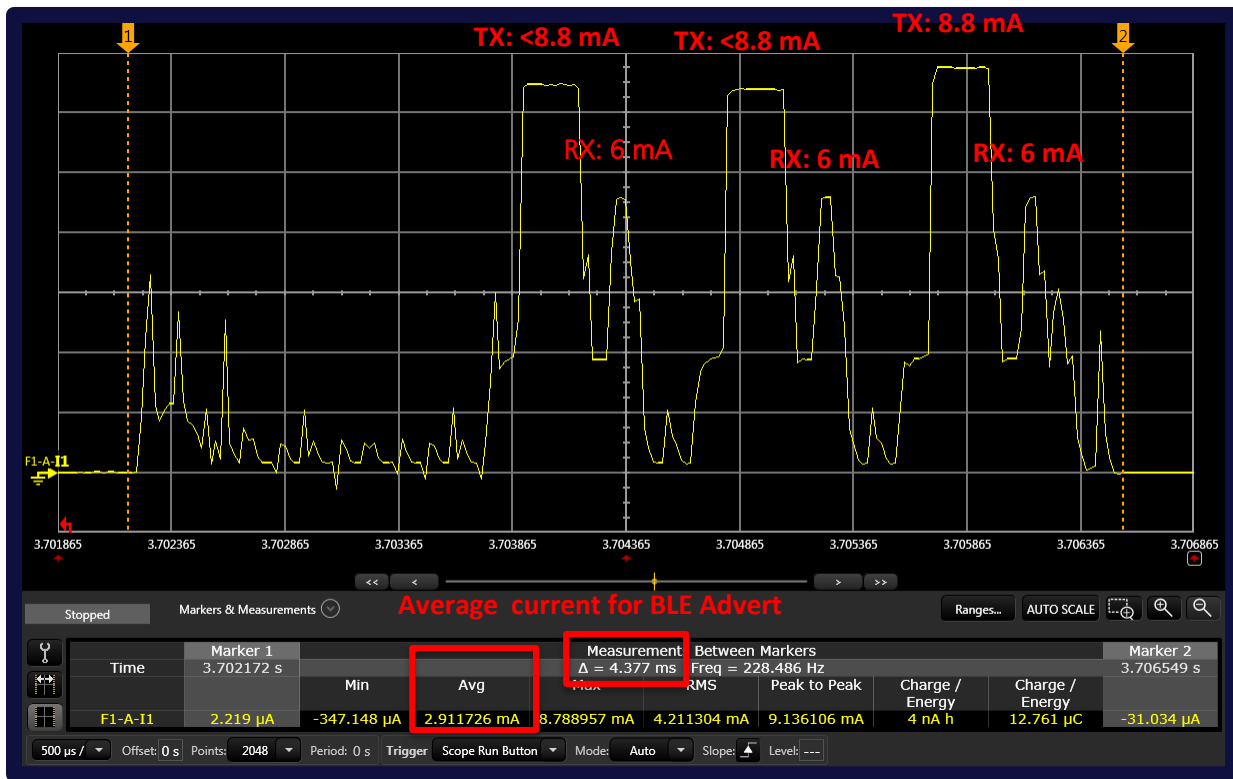 TX: <8.8 mA TX: <8.8 mA TX: 8.8 mA
1 2
RX: 6 mA RX: 6 mA RX: 6 mA
F1-A-I1
3.701865 3.702365 3.702865 3.703365 3.703865 3.704365 3.704865 3.705365 3.705865 3.706365 3.706865
<< < > >>
Stopped Markers & Measurements Average current for BLE Advert Ranges... AUTO SCALE
Marker 1 Measurement Between Markers Marker 2
Time 3.702172 s Δ = 4.377 ms Freq = 228.486 Hz 3.706549 s
Min Avg Max RMS Peak to Peak Charge / Energy Charge / Energy
F1-A-I1 2.219 µA -347.148 µA 2.911726 mA 8.788957 mA 4.211304 mA 9.136106 mA 4 nA h 12.761 µC -31.034 µA
500 µs / Offset: 0 s Points: 2048 Period: 0 s Trigger Scope Run Button Mode: Auto Slope: Level: ---